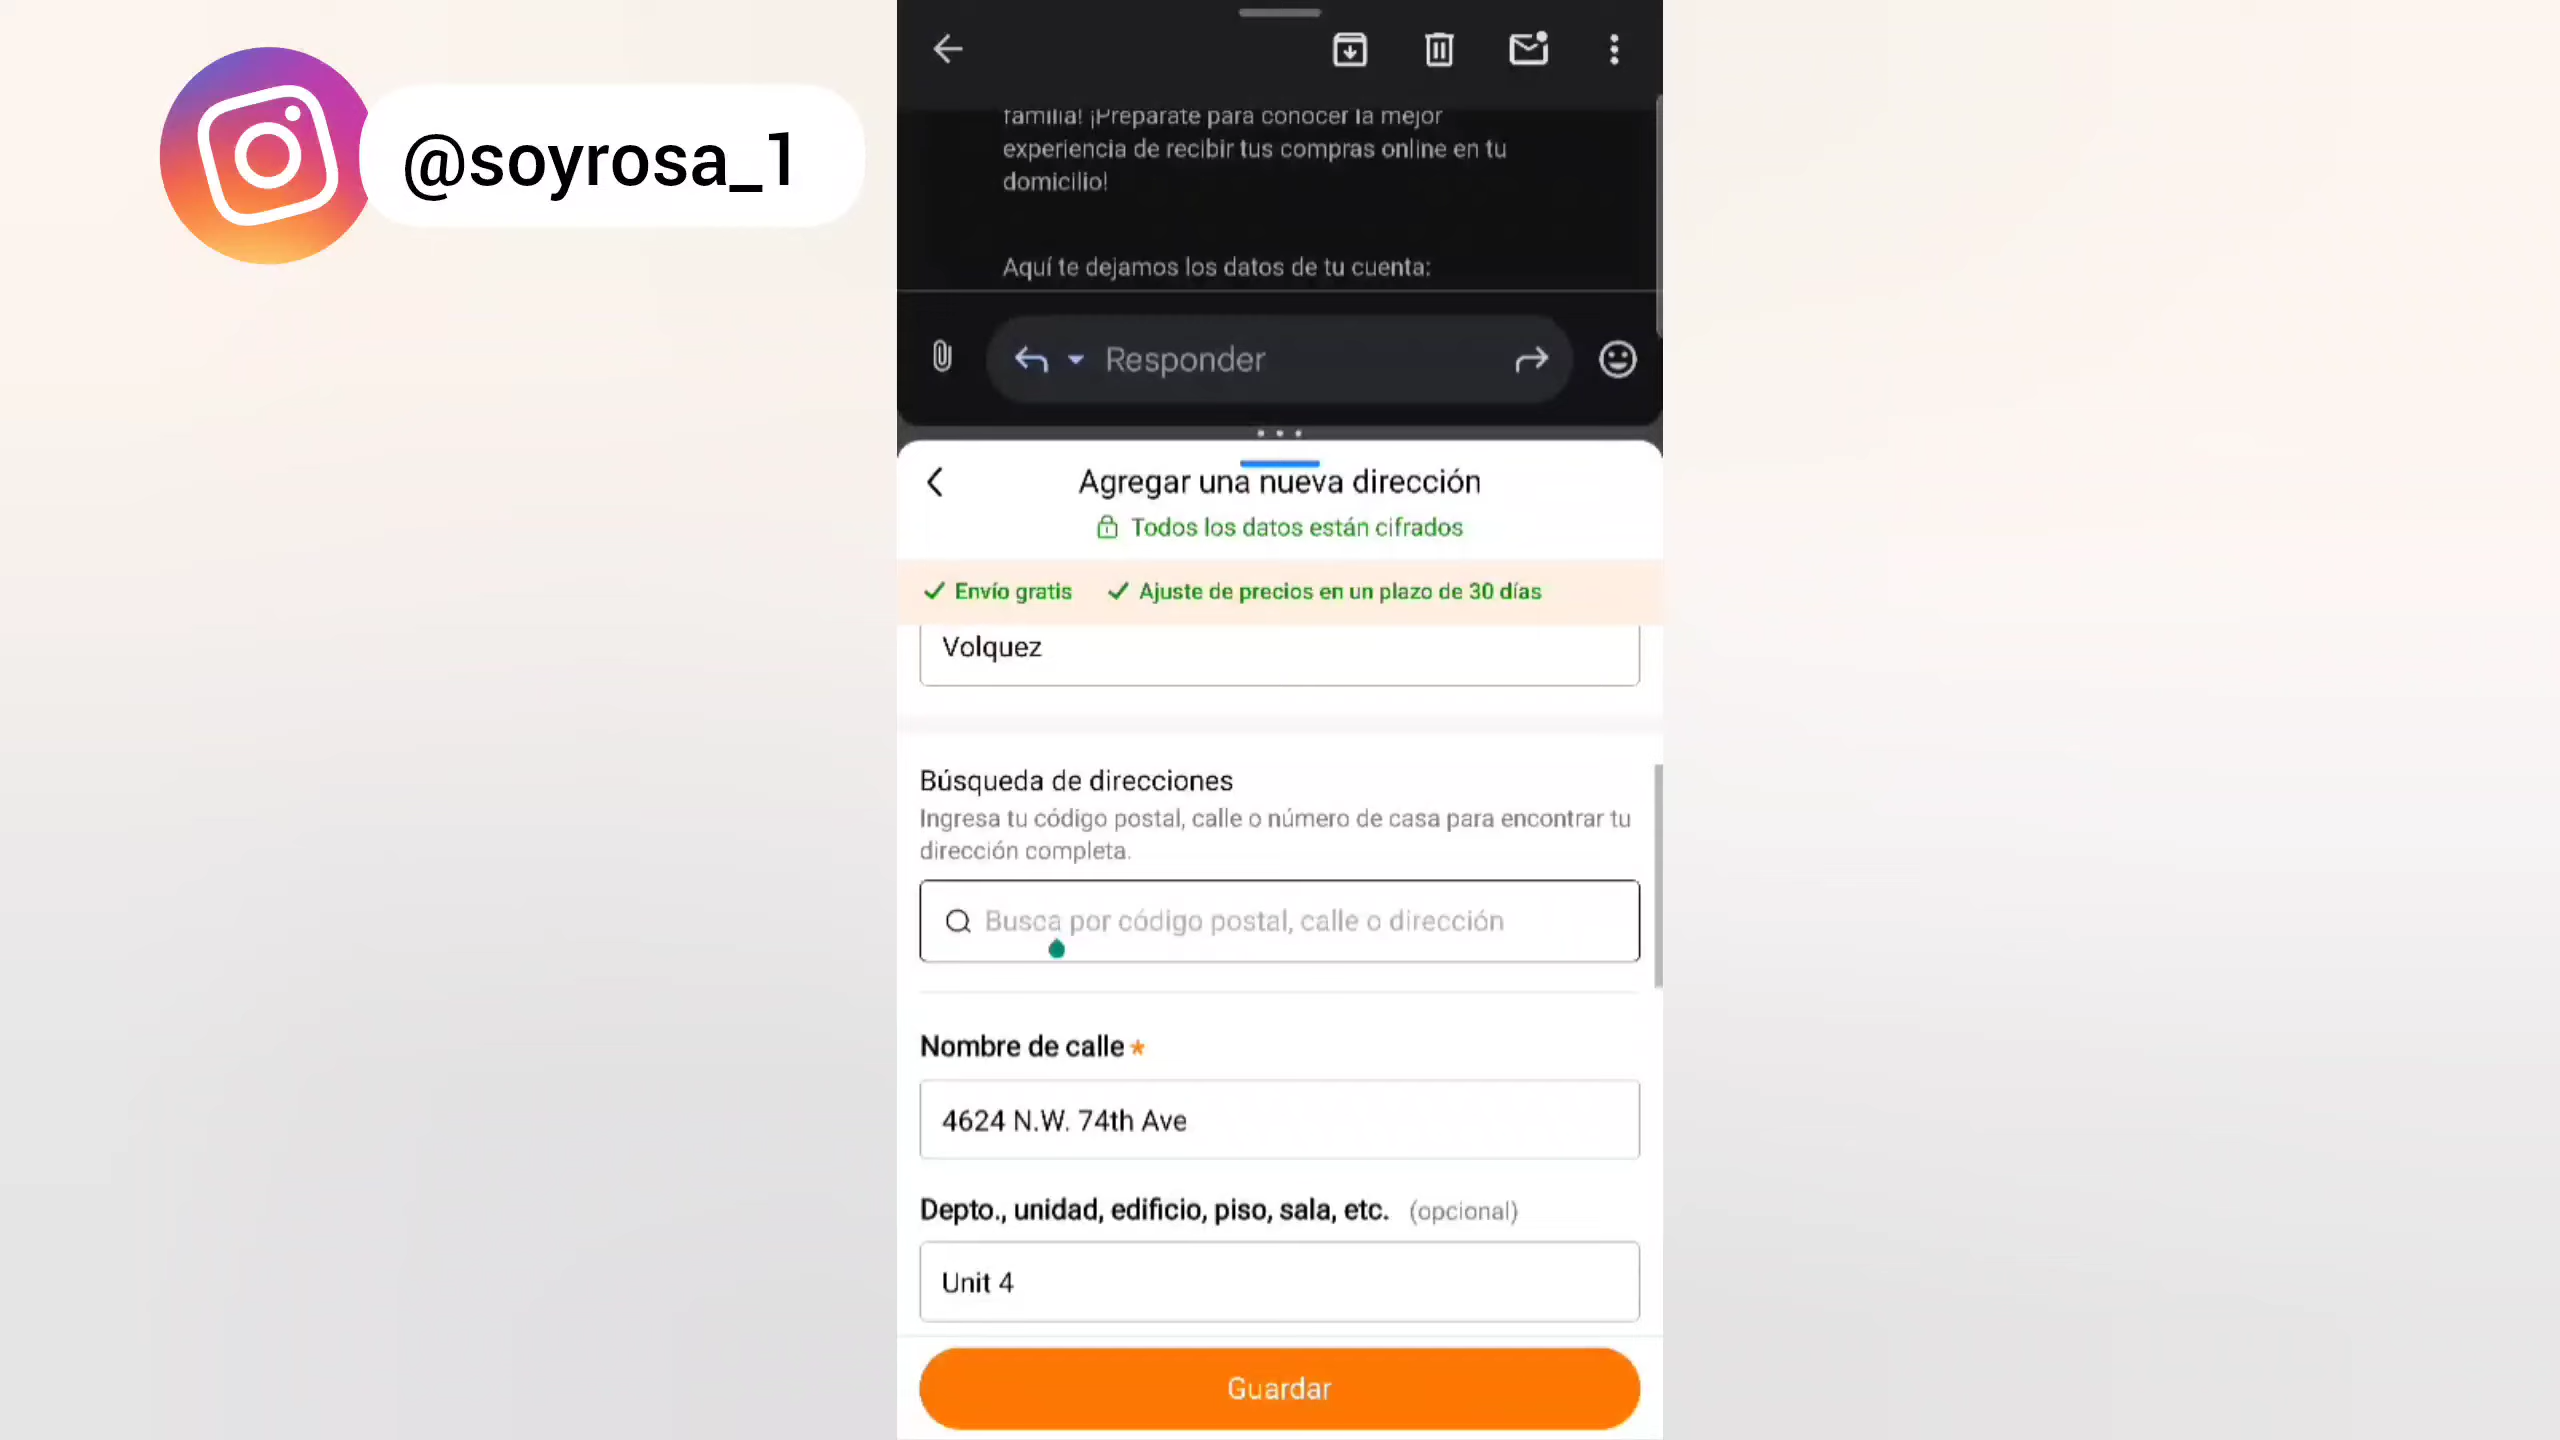 @soyrosa_1
familia! ¡Preparate para conocer la mejor
experiencia de recibir tus compras online en tu
domicilio!
Aquí te dejamos los datos de tu cuenta:
Responder
Agregar una nueva dirección
Todos los datos están cifrados
Envío gratis
Ajuste de precios en un plazo de 30 días
Volquez
Búsqueda de direcciones
Ingresa tu código postal, calle o número de casa para encontrar tu
dirección completa.
Busca por código postal, calle o dirección
Nombre de calle *
4624 N.W. 74th Ave
Depto., unidad, edificio, piso, sala, etc. (opcional)
Unit 4
Guardar